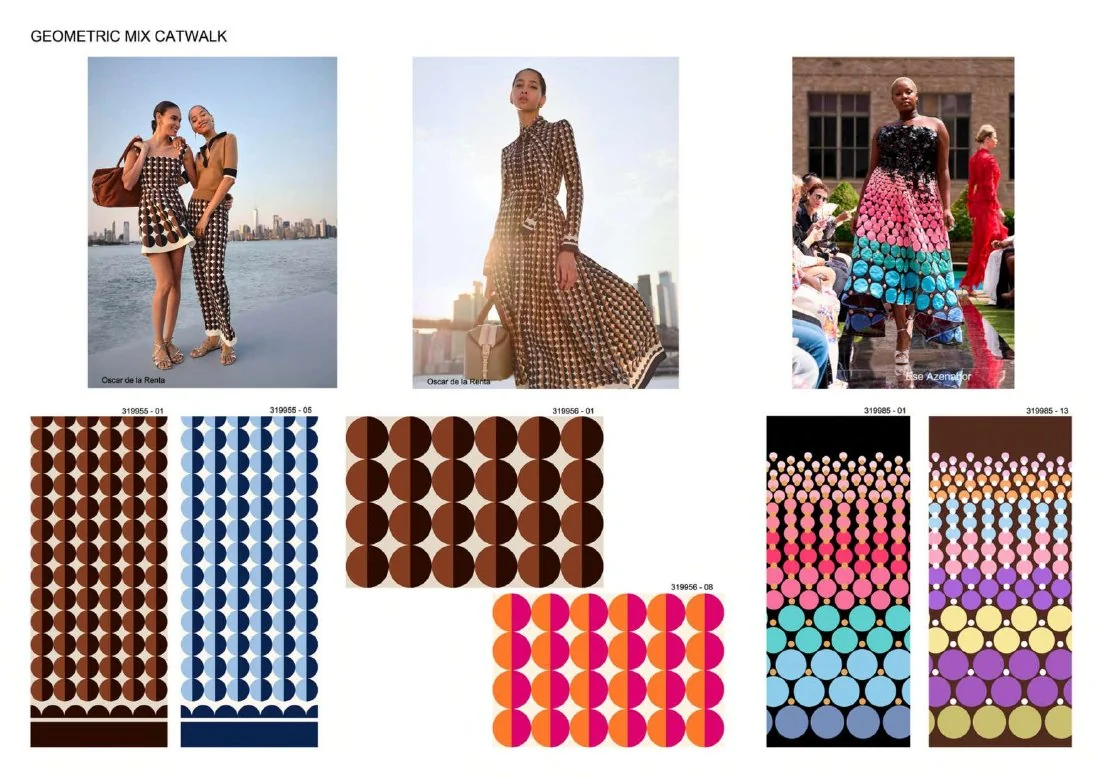 GEOMETRIC MIX CATWALK
Oscar de la Renta
Oscar de la Renta
Ese Azenabor
319955 - 01
319955 - 05
319956 - 01
319985 - 01
319985 - 13
319956 - 08